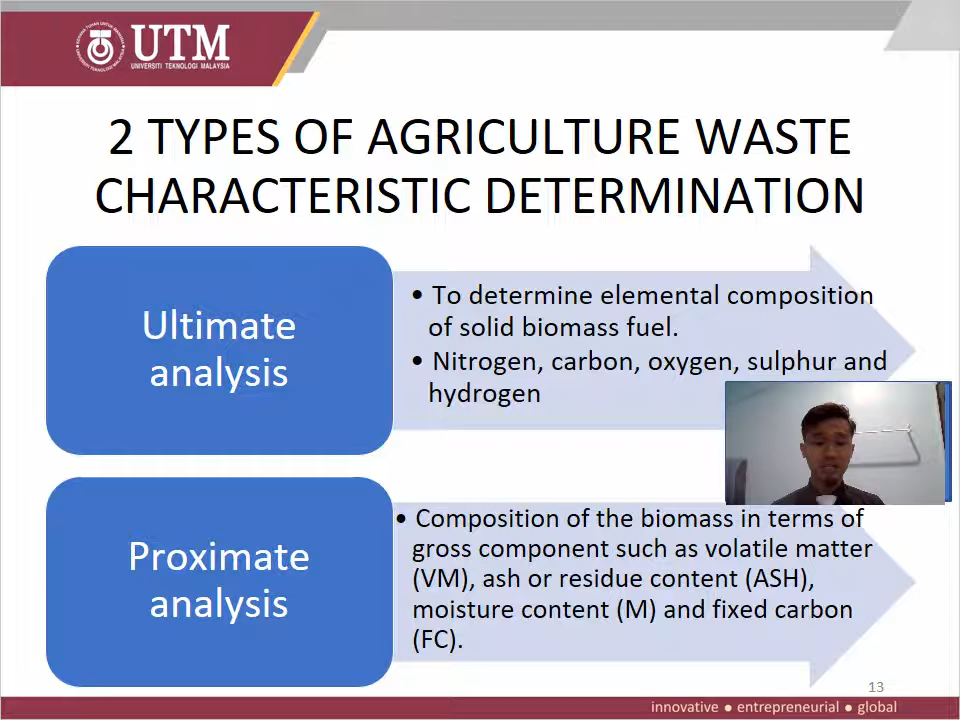 UTM
UNIVERSITI TEKNOLOGI MALAYSIA
2 TYPES OF AGRICULTURE WASTE
CHARACTERISTIC DETERMINATION
Ultimate
analysis
• To determine elemental composition
of solid biomass fuel.
• Nitrogen, carbon, oxygen, sulphur and
hydrogen
Proximate
analysis
• Composition of the biomass in terms of
gross component such as volatile matter
(VM), ash or residue content (ASH),
moisture content (M) and fixed carbon
(FC).
13
innovative ● entrepreneurial ● global